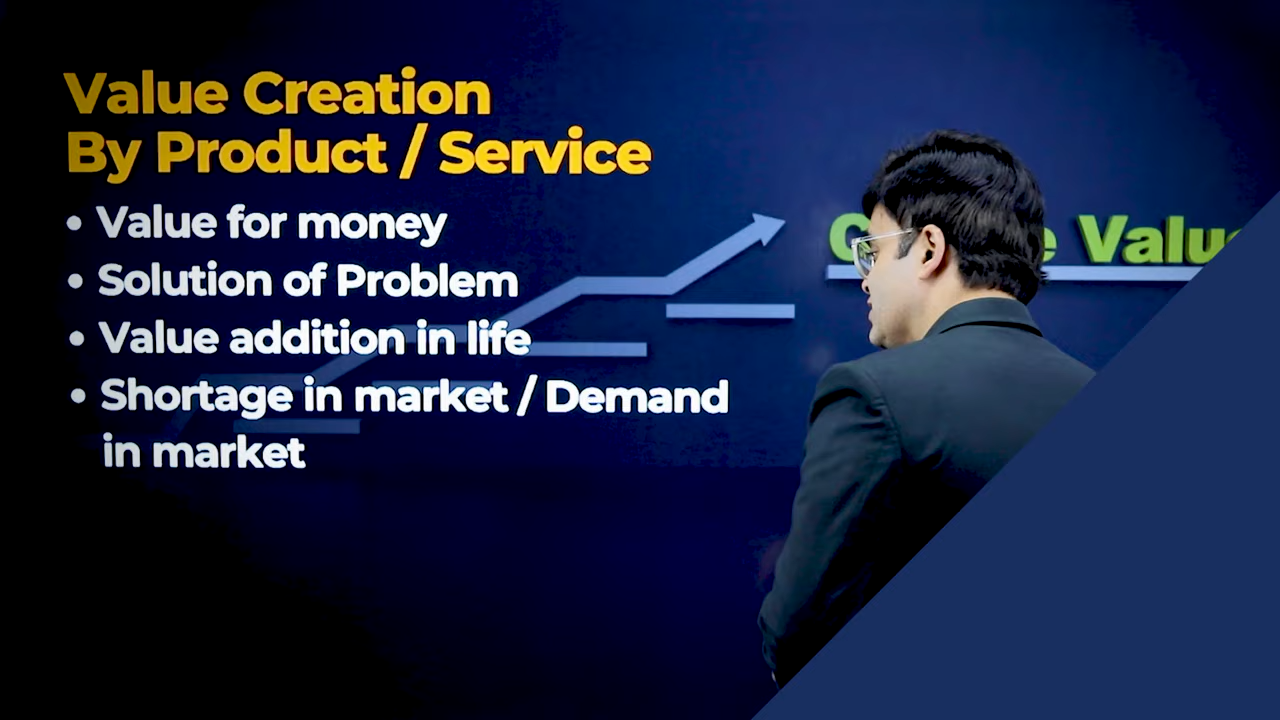 Value Creation
By Product / Service
• Value for money
• Solution of Problem
• Value addition in life
• Shortage in market / Demand
in market